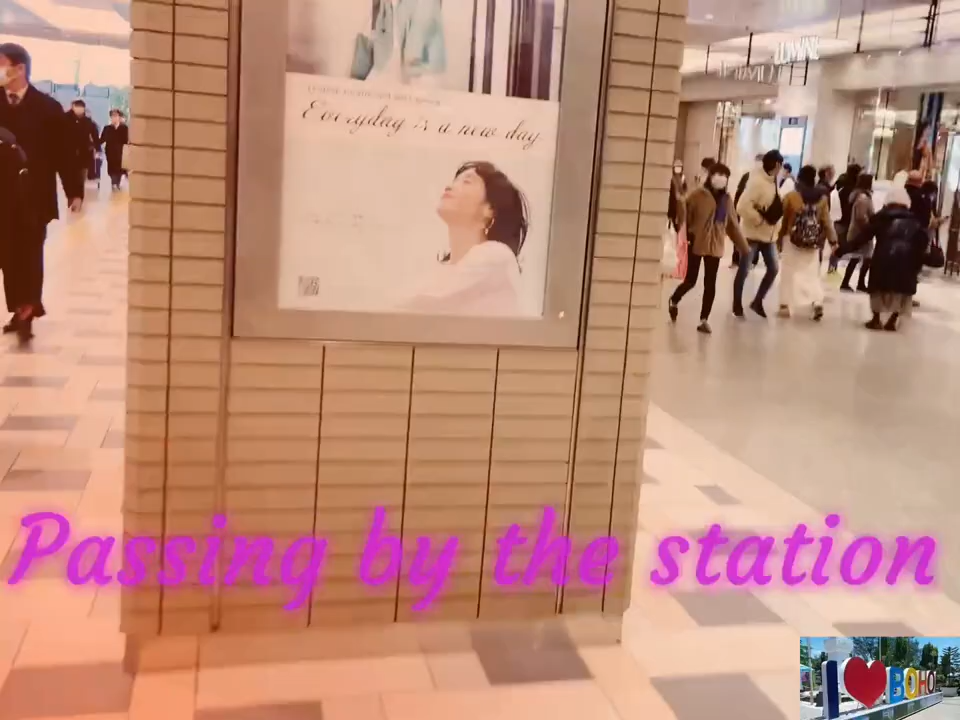 LUMINE
Everyday is a new day
Passing by the station
I ❤ BOHOL